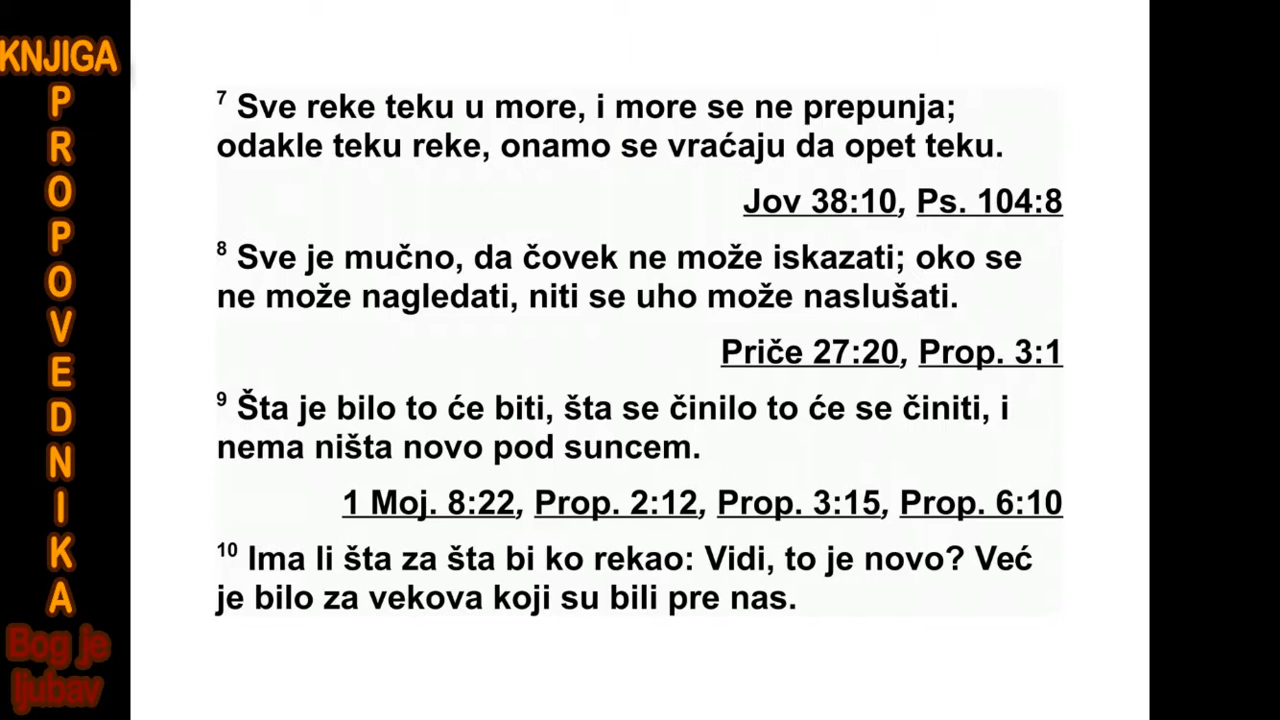 KNJIGA
PROPOVEDNIKA
Bog je
ljubav
7 Sve reke teku u more, i more se ne prepunja;
odakle teku reke, onamo se vraćaju da opet teku.
Jov 38:10, Ps. 104:8
8 Sve je mučno, da čovek ne može iskazati; oko se
ne može nagledati, niti se uho može naslušati.
Priče 27:20, Prop. 3:1
9 Šta je bilo to će biti, šta se činilo to će se činiti, i
nema ništa novo pod suncem.
1 Moj. 8:22, Prop. 2:12, Prop. 3:15, Prop. 6:10
10 Ima li šta za šta bi ko rekao: Vidi, to je novo? Već
je bilo za vekova koji su bili pre nas.